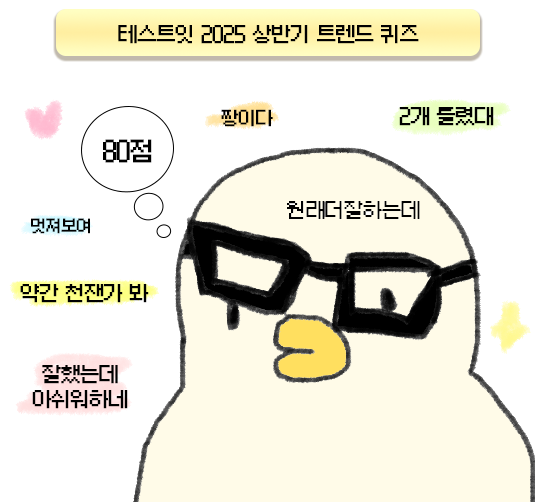 테스트잇 2025 상반기 트렌드 퀴즈
짱이다
2개 틀렸대
80점
원래더잘하는데
멋져보여
약간 천잰가 봐
잘했는데
아쉬워하네